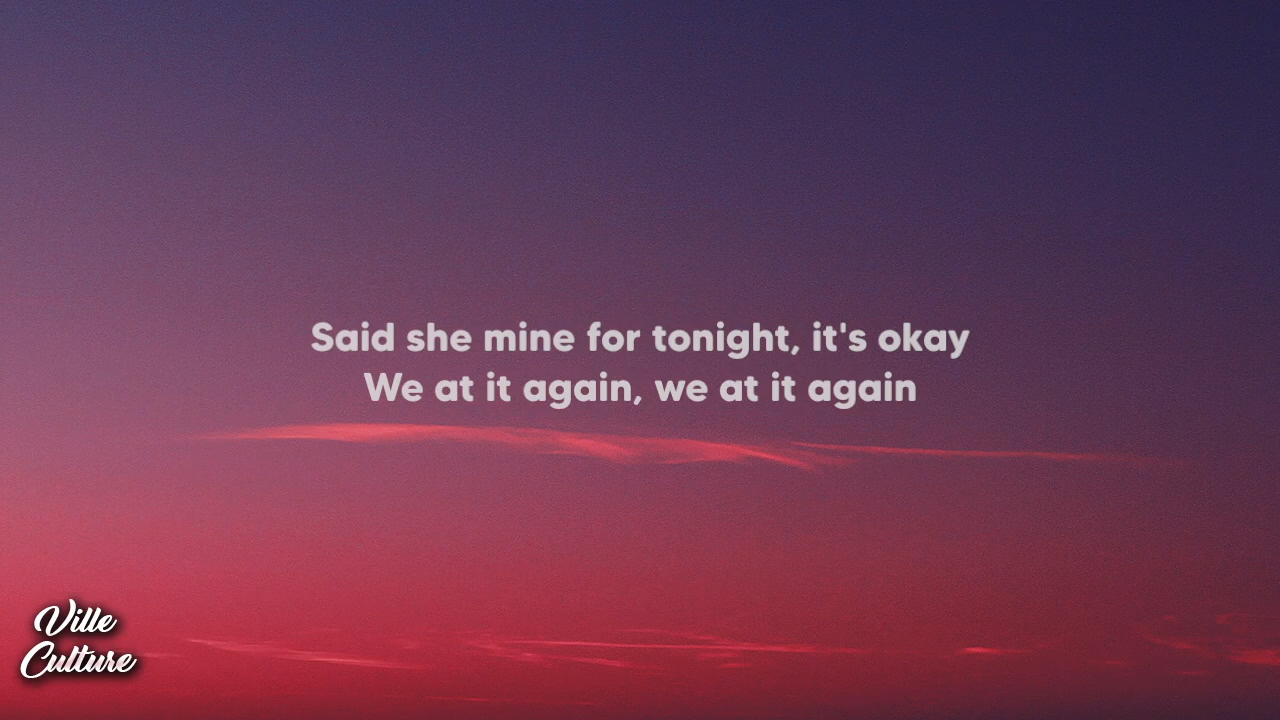 Said she mine for tonight, it's okay
We at it again, we at it again
Ville
Culture